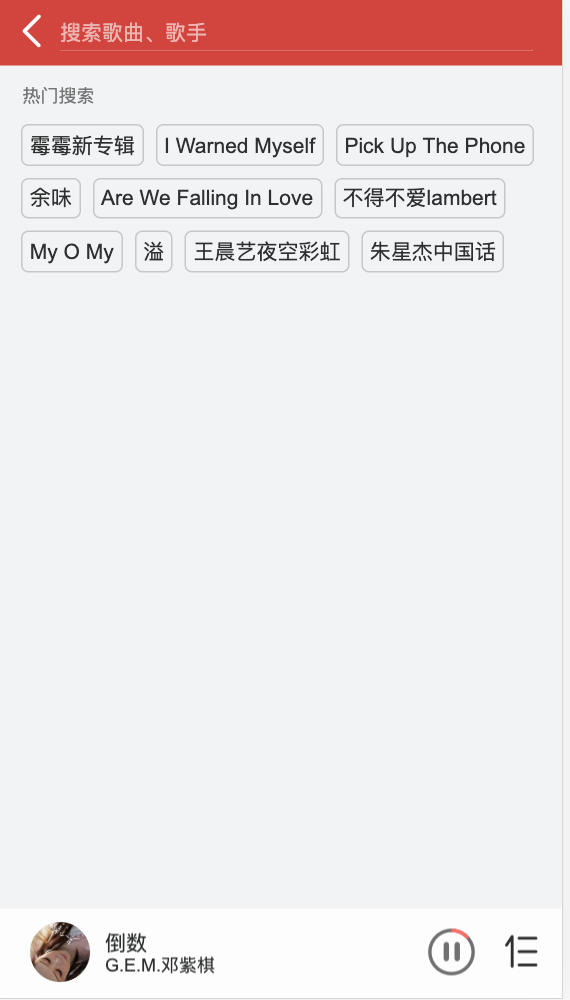 搜索歌曲、歌手
热门搜索
霉霉新专辑 I Warned Myself Pick Up The Phone
余味 Are We Falling In Love 不得不爱lambert
My O My 溢 王晨艺夜空彩虹 朱星杰中国话
倒数
G.E.M.邓紫棋